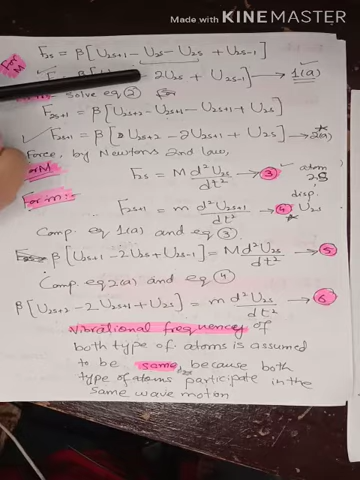 Made with KINEMASTER
For M
F₂ₛ = β [U₂ₛ₊₁ − U₂ₛ − U₂ₛ + U₂ₛ₋₁]
− 2U₂ₛ + U₂ₛ₋₁] → 1(a)
solve eq ②
F₂ₛ₊₁ = β [U₂ₛ₊₂ − U₂ₛ₊₁ − U₂ₛ₊₁ + U₂ₛ]
✓ F₂ₛ₊₁ = β [U₂ₛ₊₂ − 2U₂ₛ₊₁ + U₂ₛ] → 2(a)*
Force, by Newtons 2nd law,
for M
F₂ₛ = M d²U₂ₛ/dt² → ③ ✓ atom 2S
disp. U₂ₛ
For m:
F₂ₛ₊₁ = m d²U₂ₛ₊₁/dt² → ④ *
Comp. eq 1(a) and eq ③
β [U₂ₛ₊₁ − 2U₂ₛ + U₂ₛ₋₁] = M d²U₂ₛ/dt² → ⑤
Comp. eq 2(a) and eq ④
β [U₂ₛ₊₂ − 2U₂ₛ₊₁ + U₂ₛ] = m d²U₂ₛ/dt² → ⑥
vibrational frequency of
both type of atoms is assumed
to be same, because both
type of atoms participate in the
same wave motion